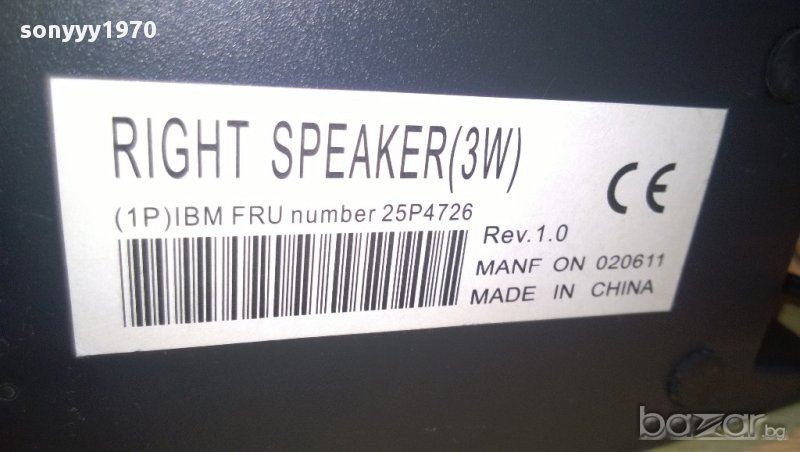 sonyyy1970
RIGHT SPEAKER(3W)
(1P)IBM FRU number 25P4726
CE
Rev.1.0
MANF ON 020611
MADE IN CHINA
bazar.bg